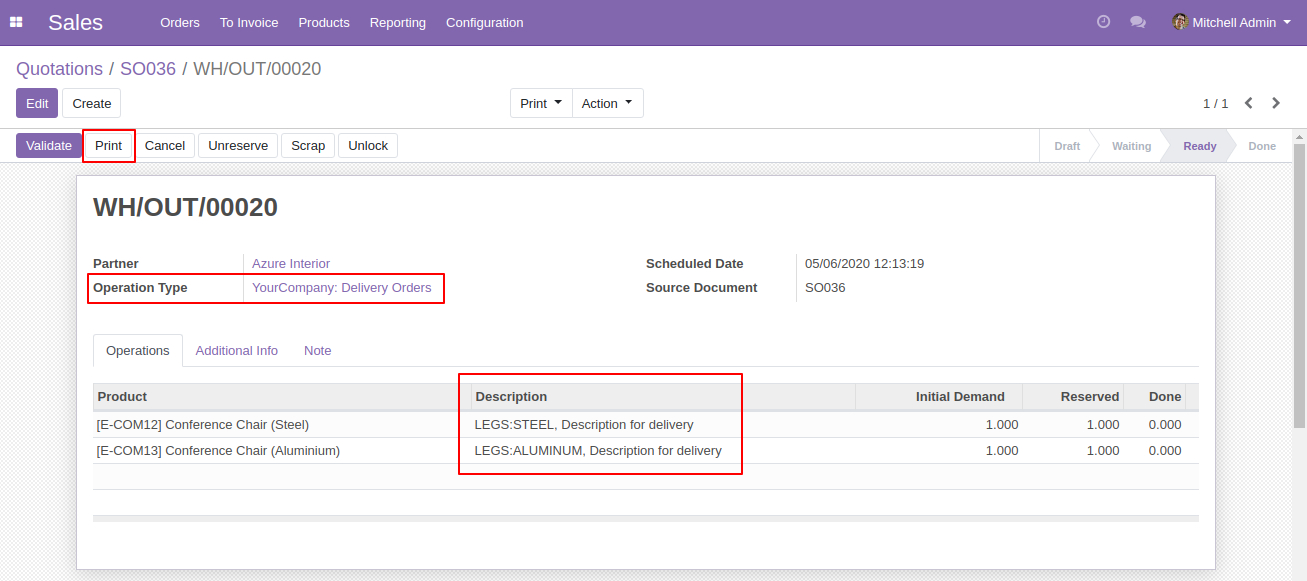 Sales Orders To Invoice Products Reporting Configuration Mitchell Admin
Quotations / SO036 / WH/OUT/00020
Edit Create Print Action 1 / 1
Validate Print Cancel Unreserve Scrap Unlock Draft Waiting Ready Done
WH/OUT/00020
Partner Azure Interior Scheduled Date 05/06/2020 12:13:19
Operation Type YourCompany: Delivery Orders Source Document SO036
Operations Additional Info Note
Product Description Initial Demand Reserved Done
[E-COM12] Conference Chair (Steel) LEGS:STEEL, Description for delivery 1.000 1.000 0.000
[E-COM13] Conference Chair (Aluminium) LEGS:ALUMINUM, Description for delivery 1.000 1.000 0.000